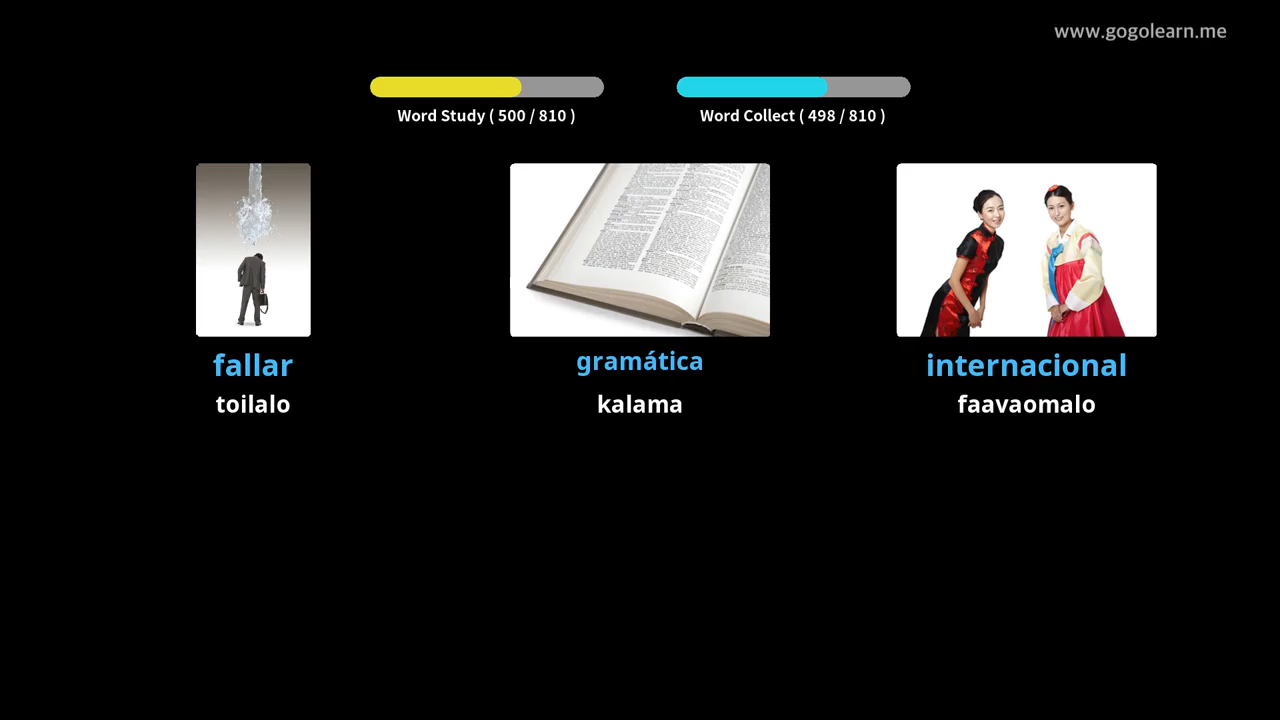 www.gogolearn.me
Word Study ( 500 / 810 )
Word Collect ( 498 / 810 )
fallar
toilalo
gramática
kalama
internacional
faavaomalo